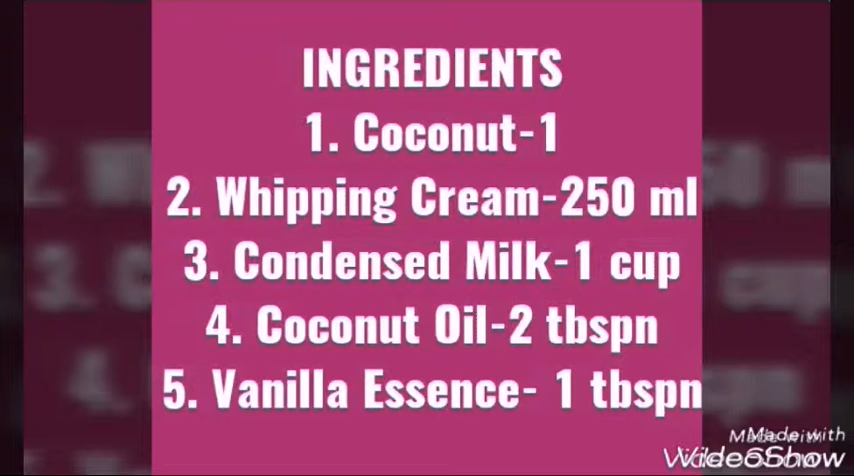 INGREDIENTS
1. Coconut-1
2. Whipping Cream-250 ml
3. Condensed Milk-1 cup
4. Coconut Oil-2 tbspn
5. Vanilla Essence- 1 tbspn
Made with
VideoShow